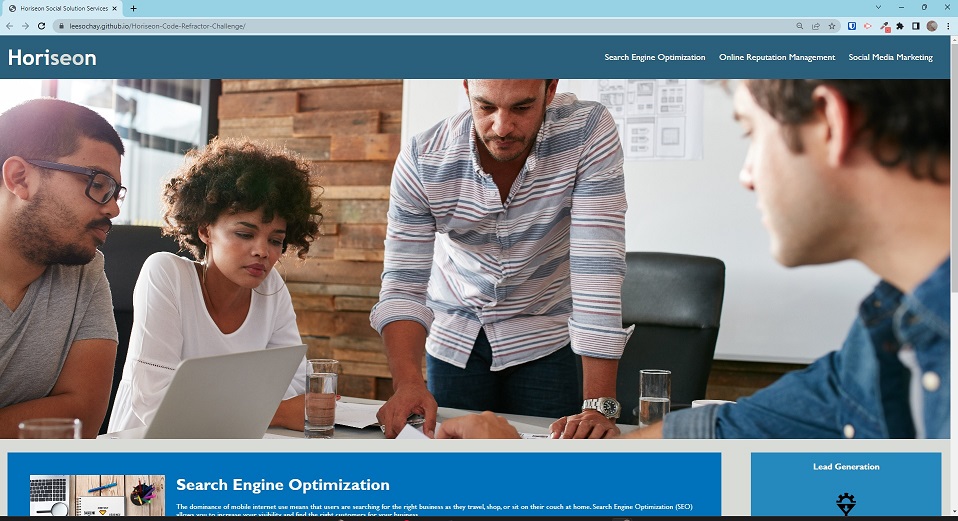 Horiseon Social Solution Services
leesochay.github.io/Horiseon-Code-Refractor-Challenge/
Horiseon
Search Engine Optimization
Online Reputation Management
Social Media Marketing
Search Engine Optimization
The dominance of mobile internet use means that users are searching for the right business as they travel, shop, or sit on their couch at home. Search Engine Optimization (SEO)
allows you to increase your visibility and find the right customers for your business.
Lead Generation